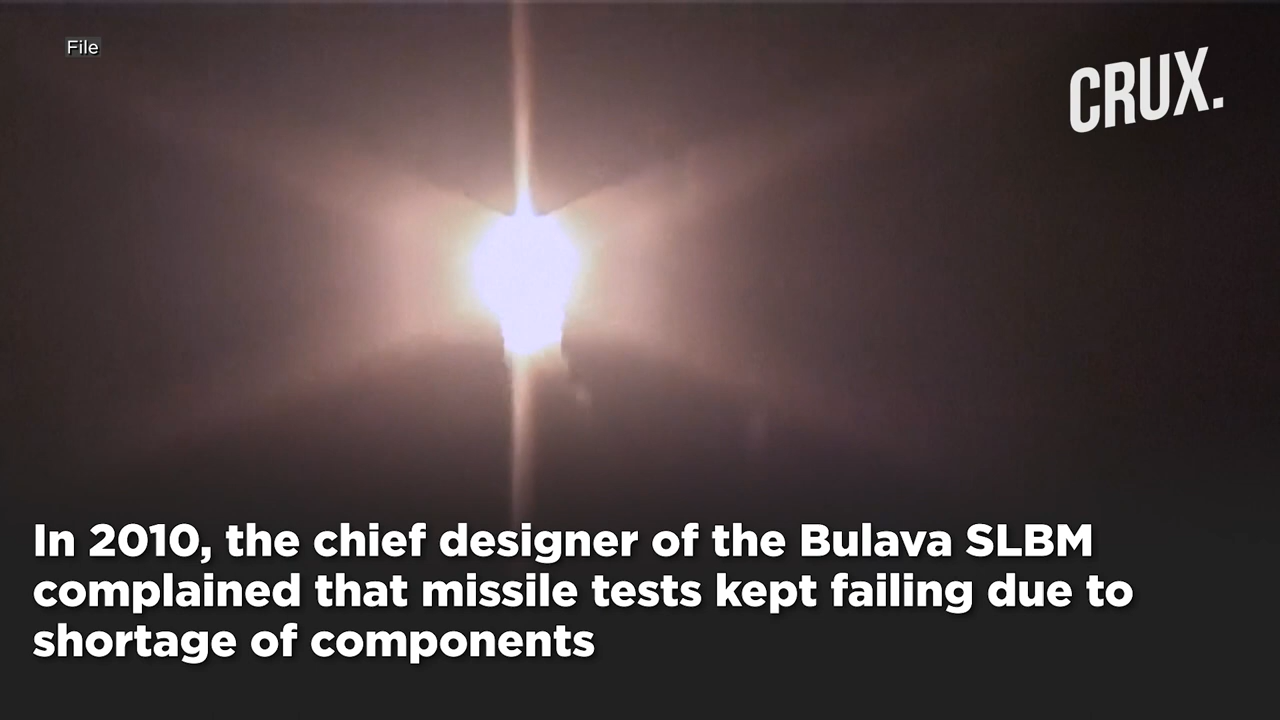 File
CRUX.
In 2010, the chief designer of the Bulava SLBM
complained that missile tests kept failing due to
shortage of components